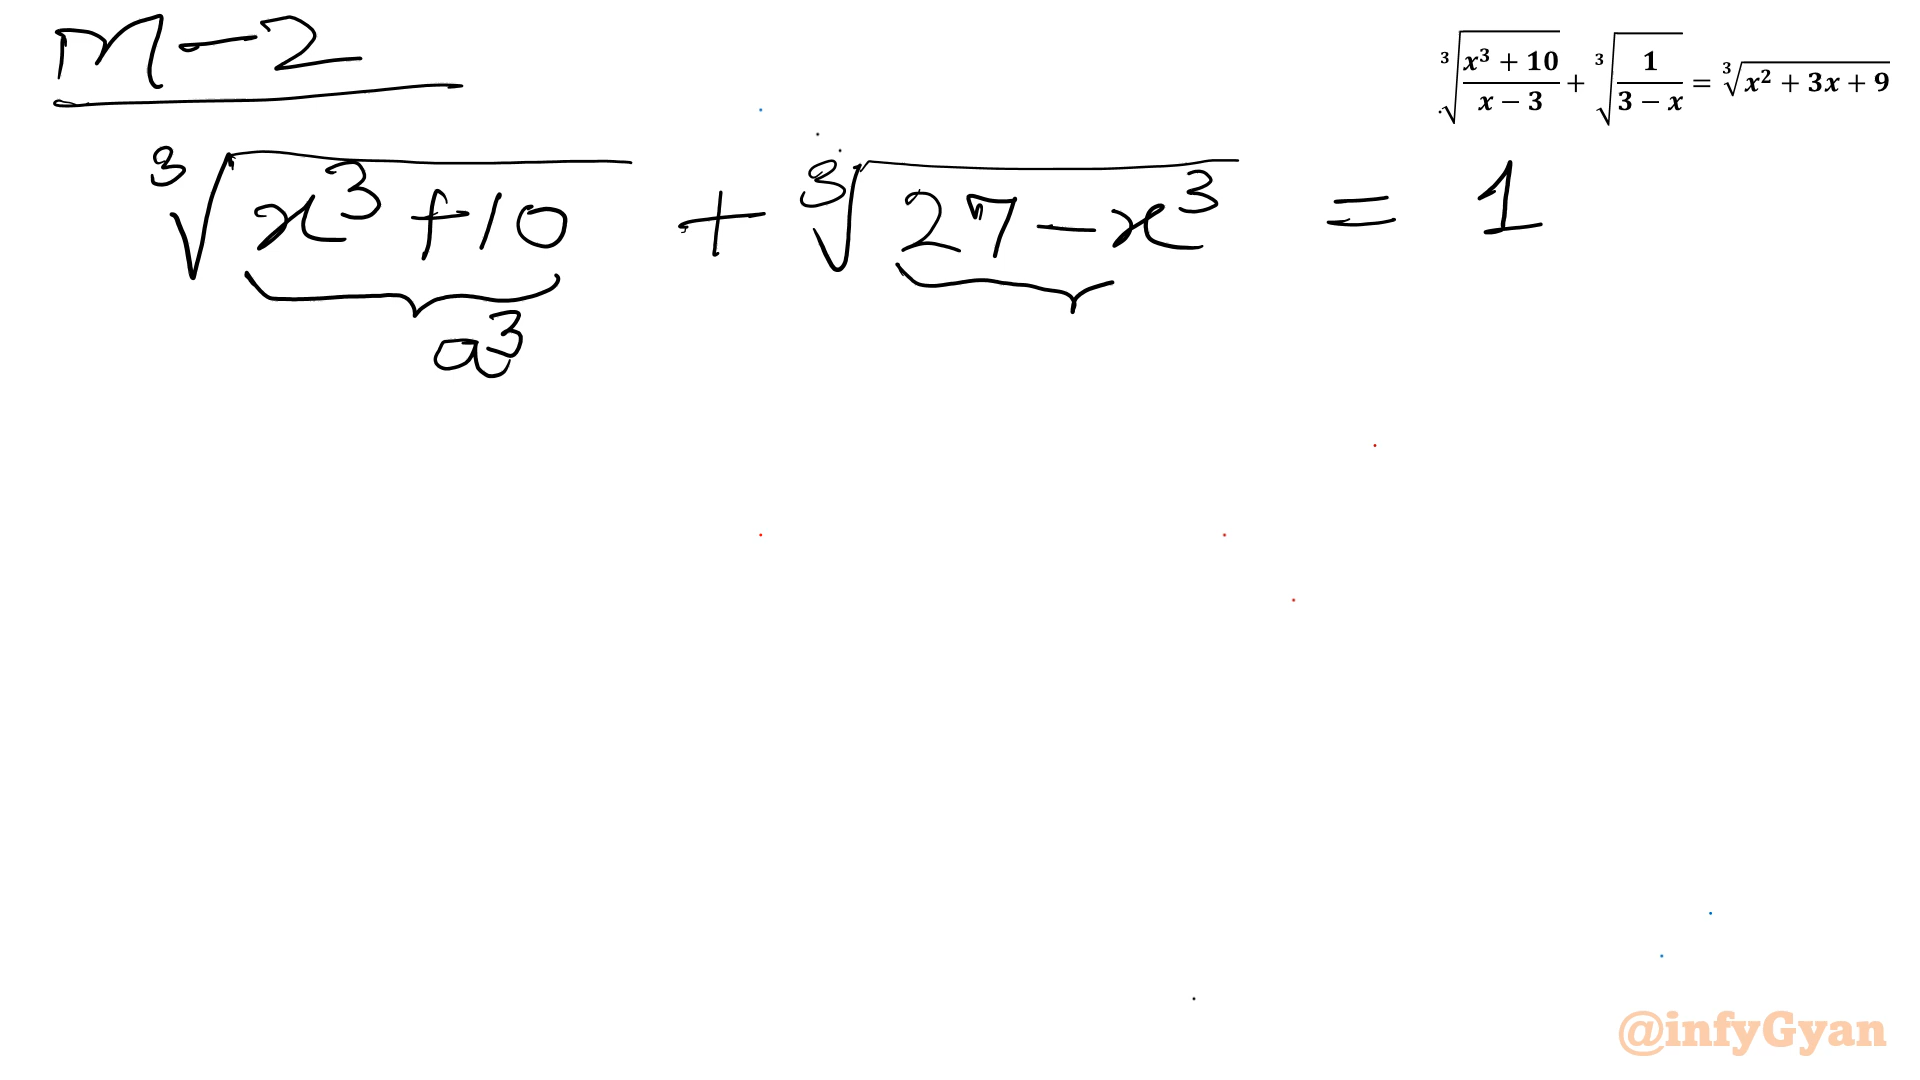 m-2
∛((x³ + 10)/(x − 3)) + ∛(1/(3 − x)) = ∛(x² + 3x + 9)
∛(x³ + 10) + ∛(27 − x³) = 1
a³
@infyGyan